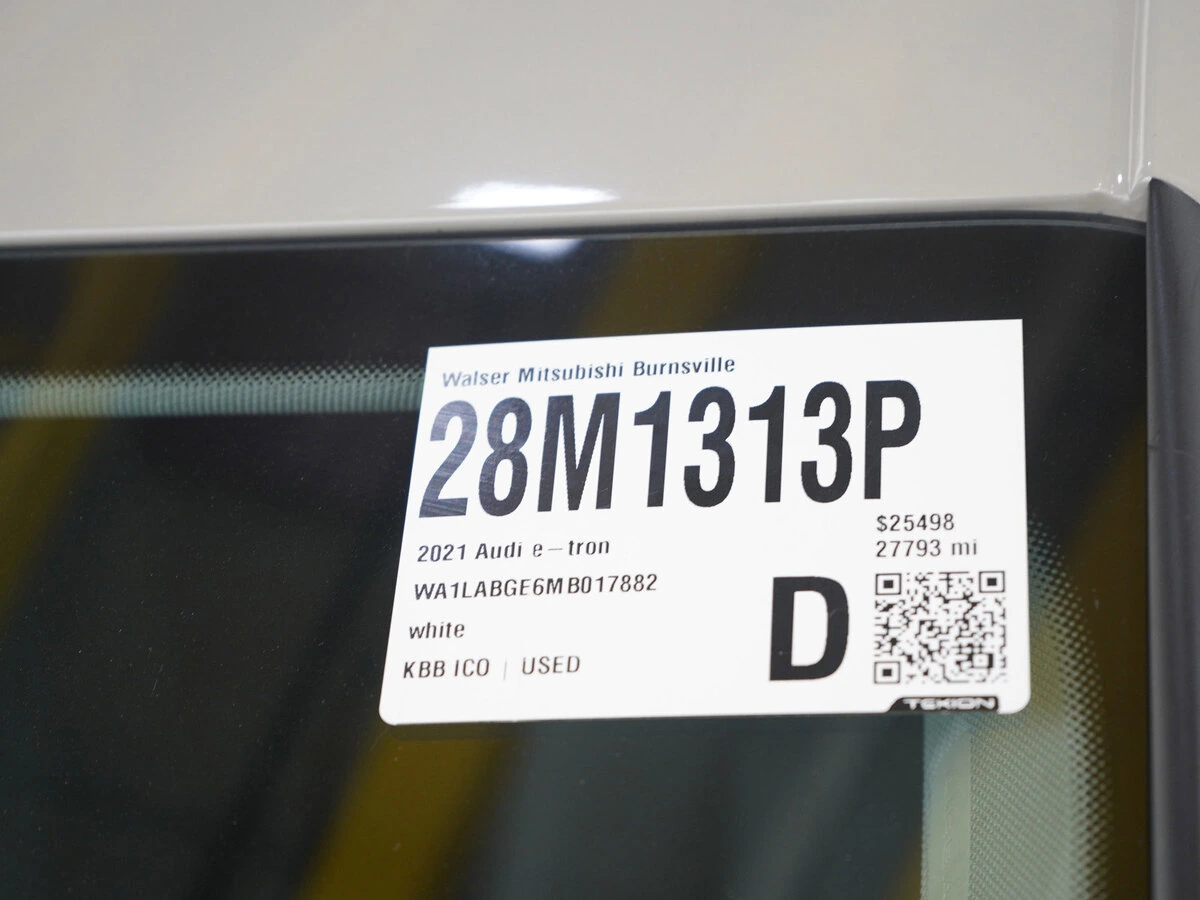 Walser Mitsubishi Burnsville
28M1313P
$25498
2021 Audi e-tron
27793 mi
WA1LABGE6MB017882
white
D
KBB ICO | USED
TEKION